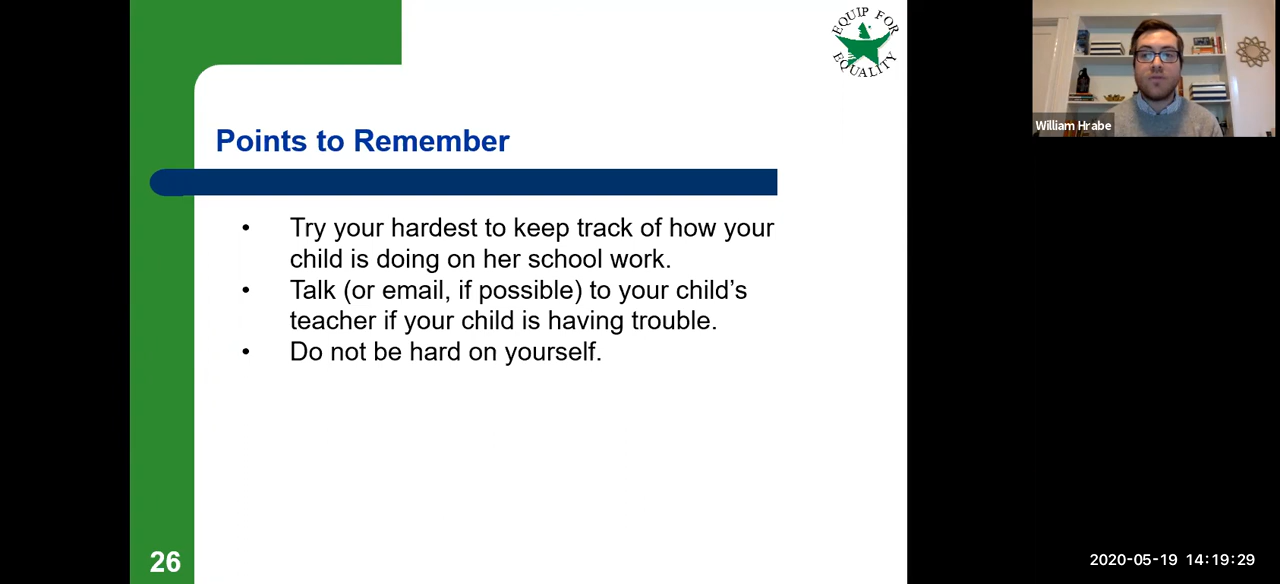 EQUIP FOR
EQUALITY
William Hrabe
Points to Remember
• Try your hardest to keep track of how your
child is doing on her school work.
• Talk (or email, if possible) to your child’s
teacher if your child is having trouble.
• Do not be hard on yourself.
26
2020-05-19 14:19:29